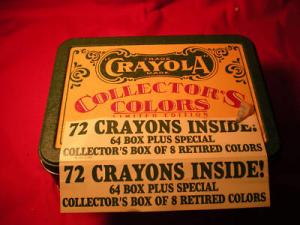 TRADE
CRAYOLA
MARK
COLLECTOR'S
COLORS
LIMITED EDITION
72 CRAYONS INSIDE!
64 BOX PLUS SPECIAL
COLLECTOR'S BOX OF 8 RETIRED COLORS
72 CRAYONS INSIDE!
64 BOX PLUS SPECIAL
COLLECTOR'S BOX OF 8 RETIRED COLORS